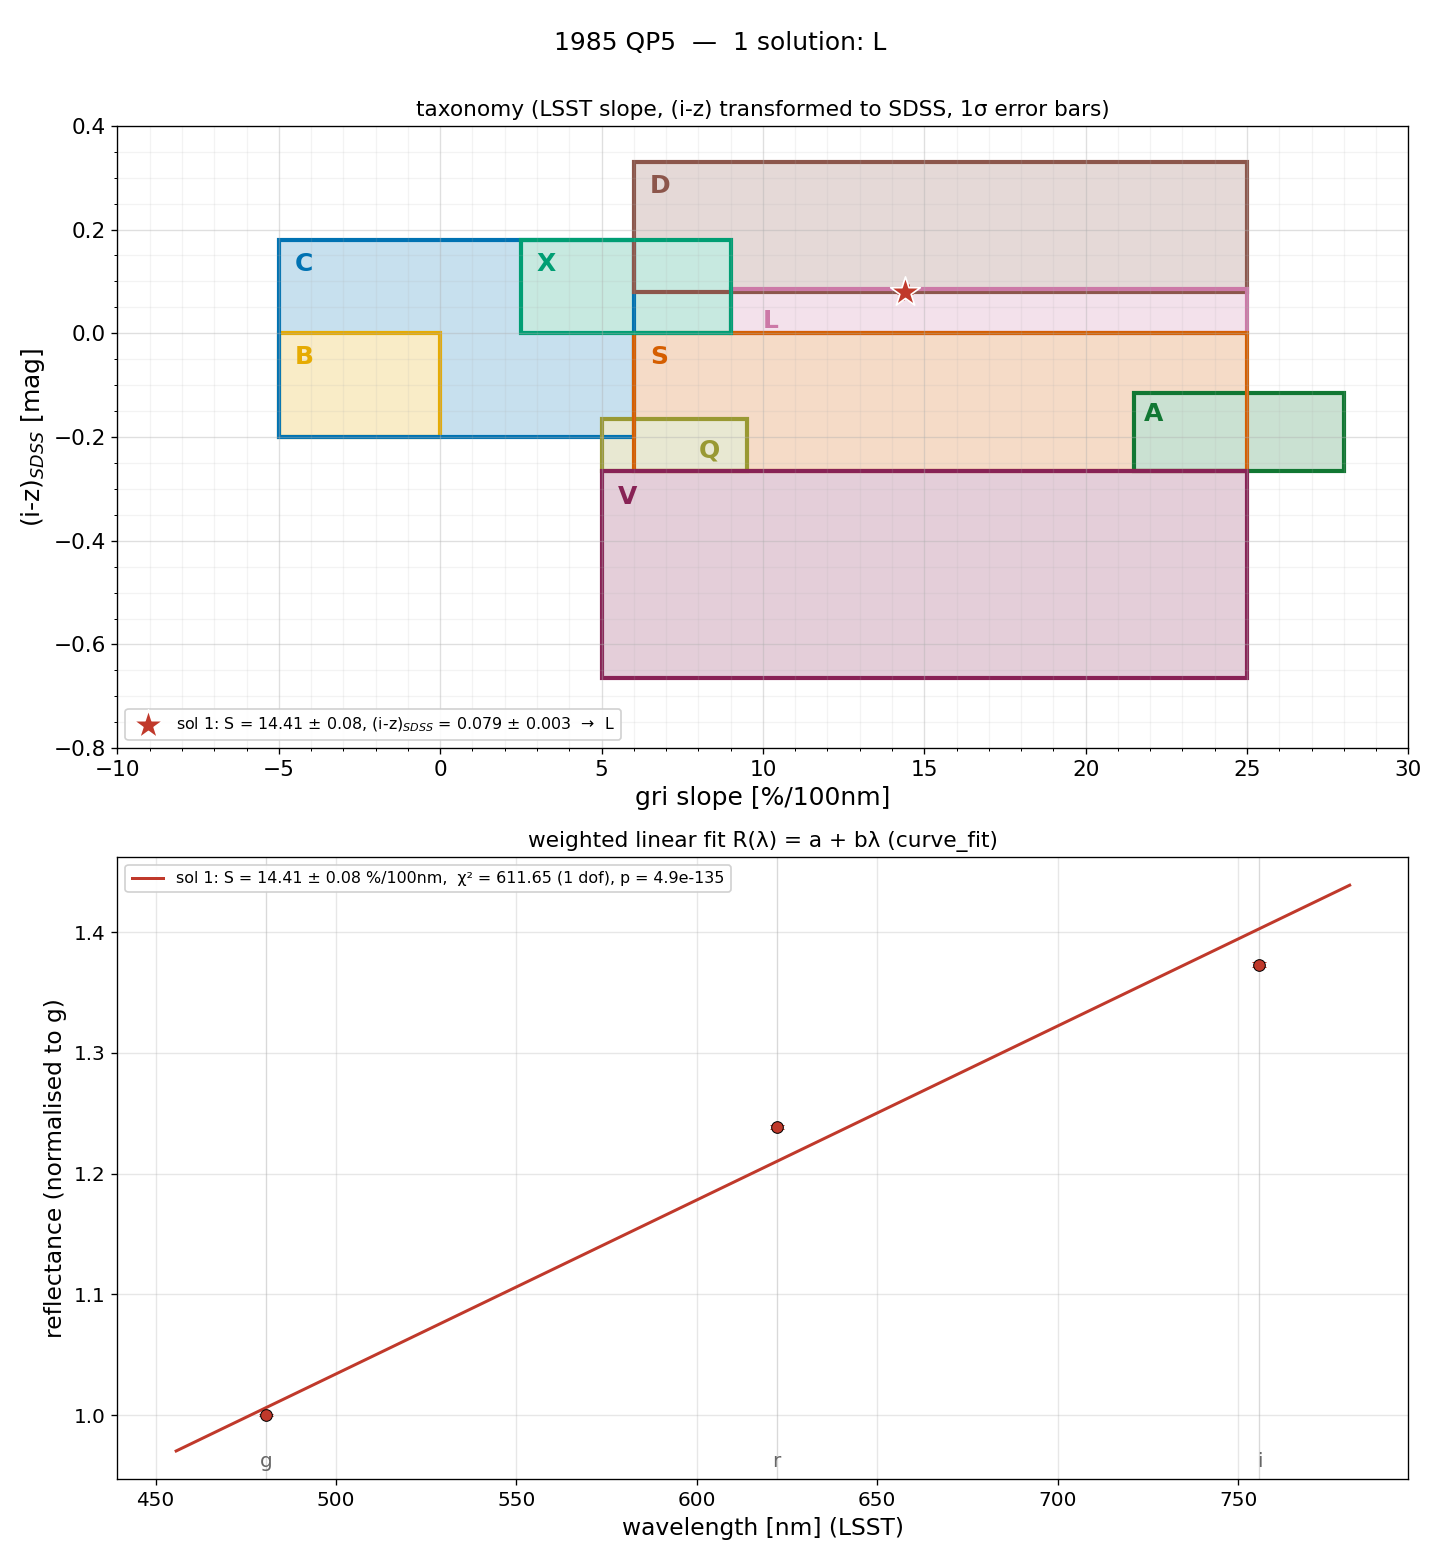 1985 QP5 — 1 solution: L
taxonomy (LSST slope, (i-z) transformed to SDSS, 1σ error bars)
0.4
0.2
0.0
−0.2
−0.4
−0.6
−0.8
(i-z)SDSS [mag]
D
C
X
L
B
S
A
Q
V
sol 1: S = 14.41 ± 0.08, (i-z)SDSS = 0.079 ± 0.003 → L
−10
−5
0
5
10
15
20
25
30
gri slope [%/100nm]
weighted linear fit R(λ) = a + bλ (curve_fit)
sol 1: S = 14.41 ± 0.08 %/100nm, χ² = 611.65 (1 dof), p = 4.9e-135
1.4
1.3
1.2
1.1
1.0
reflectance (normalised to g)
g
r
i
450
500
550
600
650
700
750
wavelength [nm] (LSST)